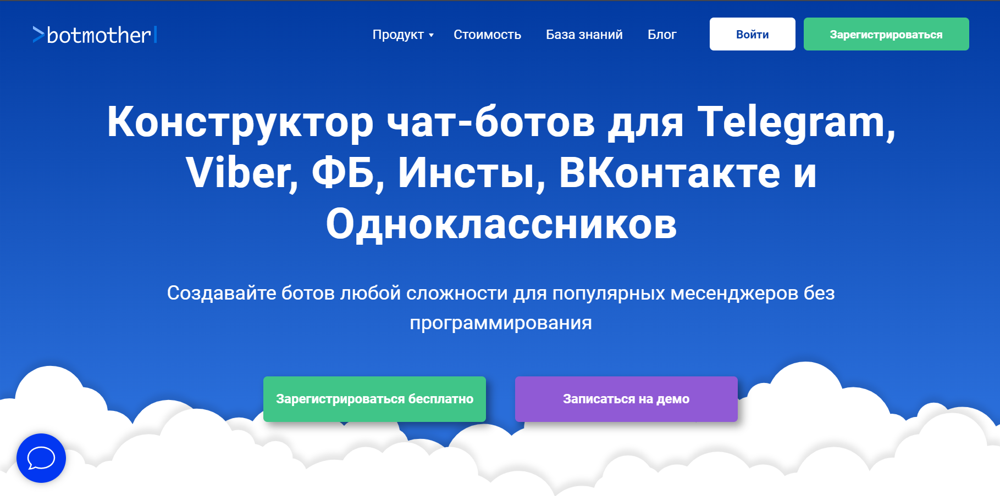 >botmother|
Продукт
Стоимость
База знаний
Блог
Войти
Зарегистрироваться
Конструктор чат-ботов для Telegram,
Viber, ФБ, Инсты, ВКонтакте и
Одноклассников
Создавайте ботов любой сложности для популярных месенджеров без
программирования
Зарегистрироваться бесплатно
Записаться на демо